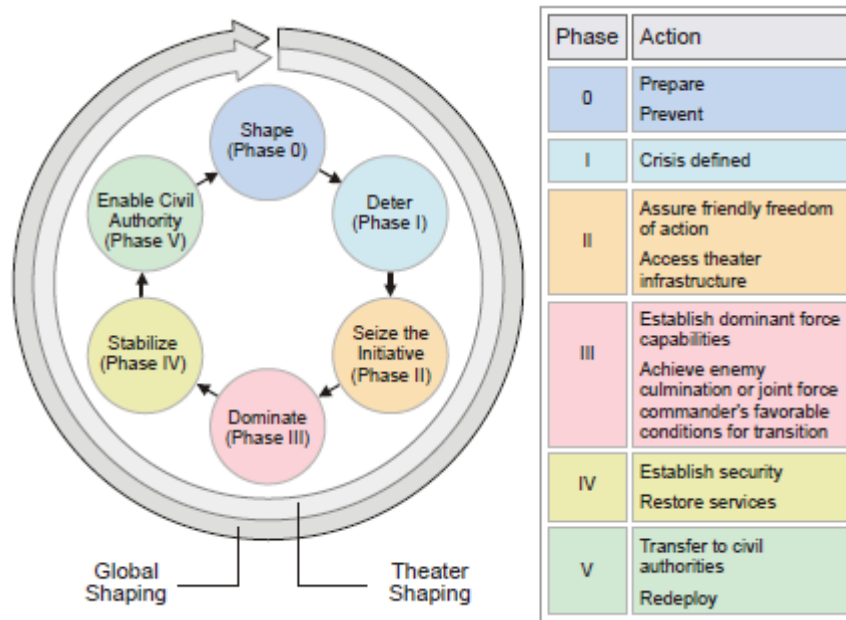 Shape
(Phase 0)
Deter
(Phase I)
Seize the
Initiative
(Phase II)
Dominate
(Phase III)
Stabilize
(Phase IV)
Enable Civil
Authority
(Phase V)
Global
Shaping
Theater
Shaping
Phase Action
0
Prepare
Prevent
I
Crisis defined
II
Assure friendly freedom
of action
Access theater
infrastructure
III
Establish dominant force
capabilities
Achieve enemy
culmination or joint force
commander's favorable
conditions for transition
IV
Establish security
Restore services
V
Transfer to civil
authorities
Redeploy